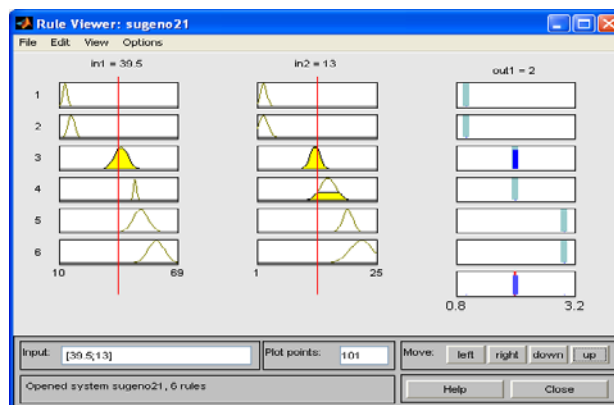 Rule Viewer: sugeno21
File Edit View Options
in1 = 39.5 in2 = 13 out1 = 2
1
2
3
4
5
6
10 69 1 25
0.8 3.2
Input: [39.5;13] Plot points: 101 Move: left right down up
Opened system sugeno21, 6 rules Help Close